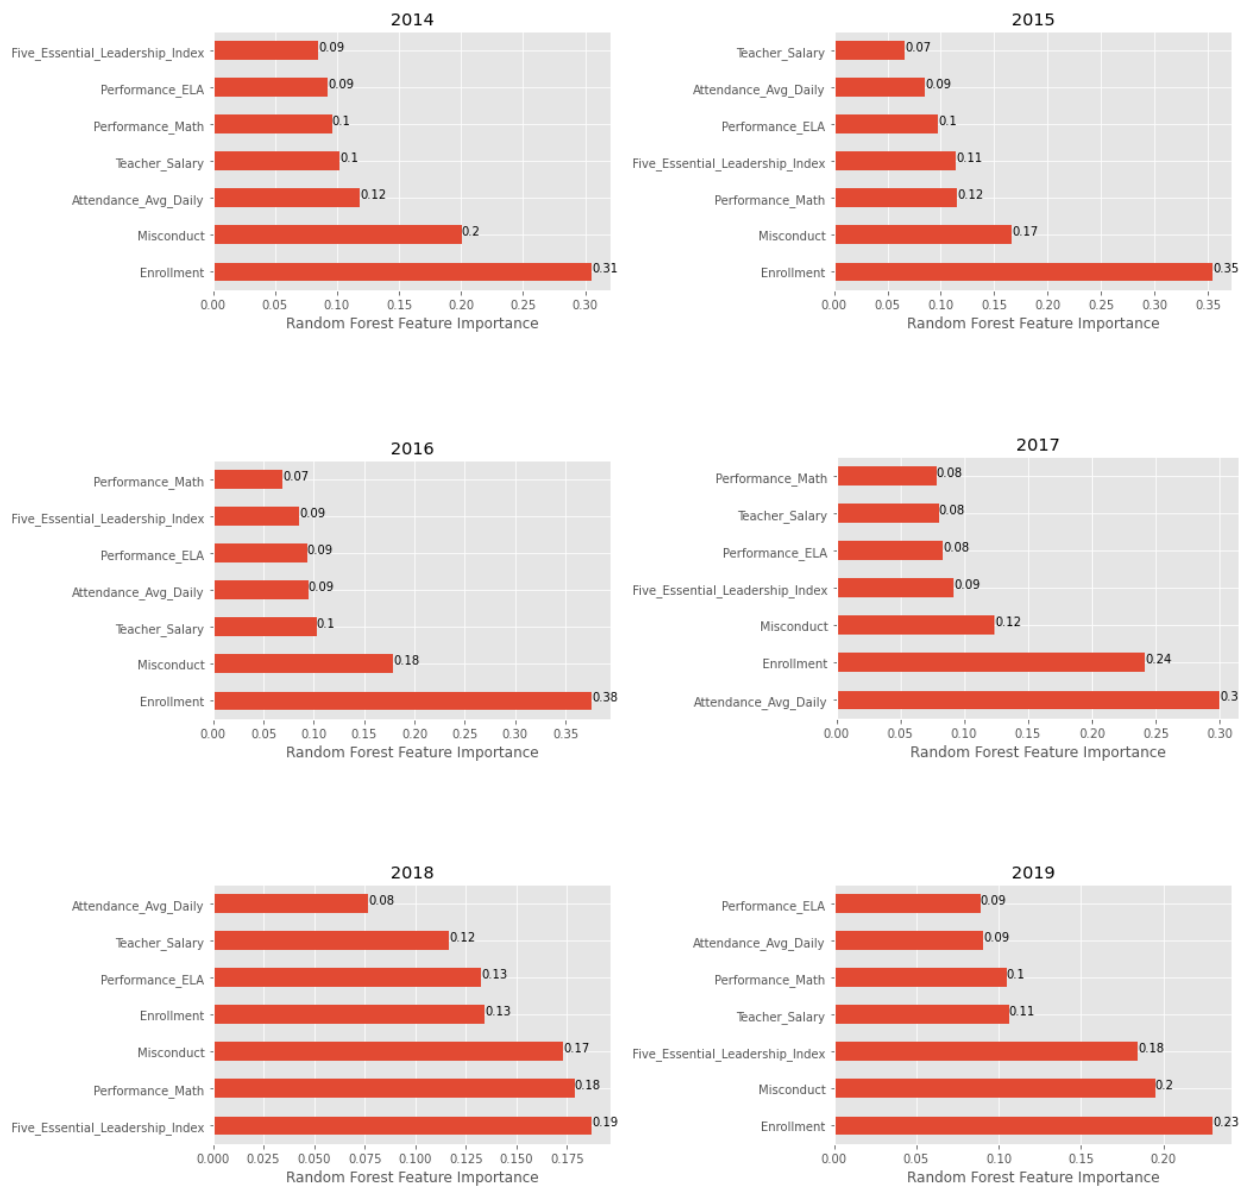 2014
Five_Essential_Leadership_Index 0.09
Performance_ELA 0.09
Performance_Math 0.1
Teacher_Salary 0.1
Attendance_Avg_Daily 0.12
Misconduct 0.2
Enrollment 0.31
0.00 0.05 0.10 0.15 0.20 0.25 0.30
Random Forest Feature Importance
2015
Teacher_Salary 0.07
Attendance_Avg_Daily 0.09
Performance_ELA 0.1
Five_Essential_Leadership_Index 0.11
Performance_Math 0.12
Misconduct 0.17
Enrollment 0.35
0.00 0.05 0.10 0.15 0.20 0.25 0.30 0.35
Random Forest Feature Importance
2016
Performance_Math 0.07
Five_Essential_Leadership_Index 0.09
Performance_ELA 0.09
Attendance_Avg_Daily 0.09
Teacher_Salary 0.1
Misconduct 0.18
Enrollment 0.38
0.00 0.05 0.10 0.15 0.20 0.25 0.30 0.35
Random Forest Feature Importance
2017
Performance_Math 0.08
Teacher_Salary 0.08
Performance_ELA 0.08
Five_Essential_Leadership_Index 0.09
Misconduct 0.12
Enrollment 0.24
Attendance_Avg_Daily 0.3
0.00 0.05 0.10 0.15 0.20 0.25 0.30
Random Forest Feature Importance
2018
Attendance_Avg_Daily 0.08
Teacher_Salary 0.12
Performance_ELA 0.13
Enrollment 0.13
Misconduct 0.17
Performance_Math 0.18
Five_Essential_Leadership_Index 0.19
0.000 0.025 0.050 0.075 0.100 0.125 0.150 0.175
Random Forest Feature Importance
2019
Performance_ELA 0.09
Attendance_Avg_Daily 0.09
Performance_Math 0.1
Teacher_Salary 0.11
Five_Essential_Leadership_Index 0.18
Misconduct 0.2
Enrollment 0.23
0.00 0.05 0.10 0.15 0.20
Random Forest Feature Importance